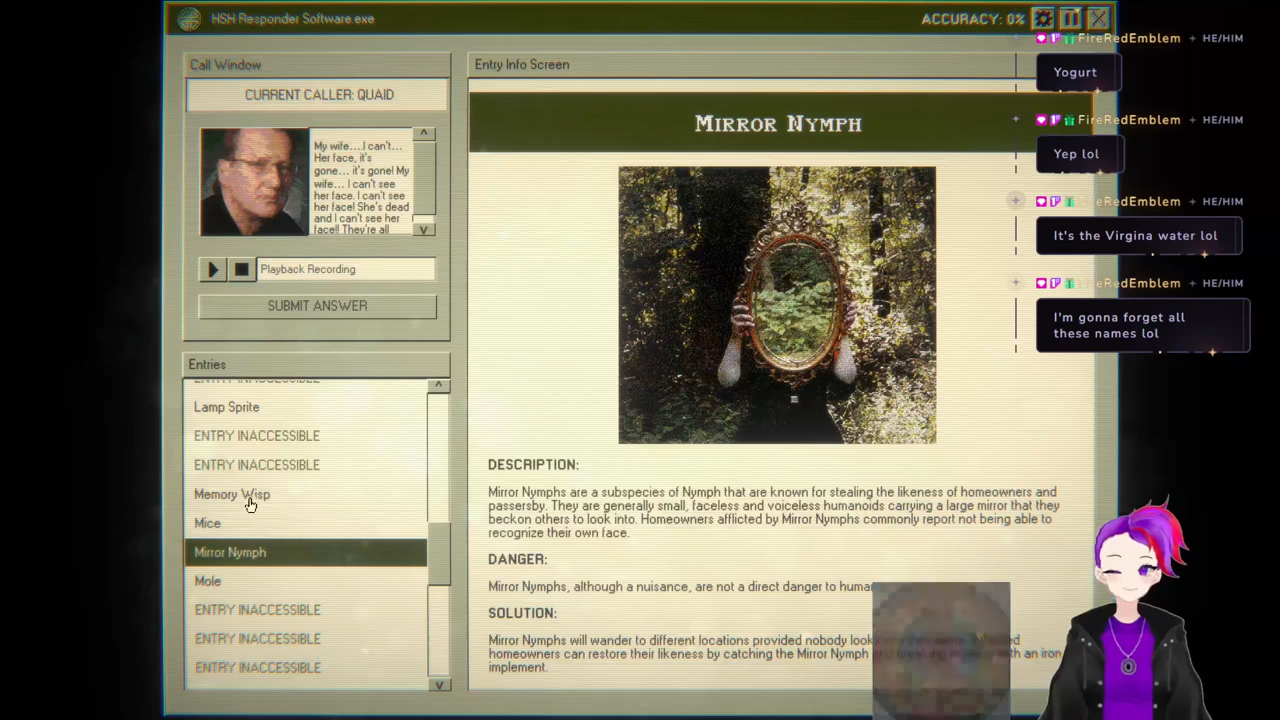 HSH Responder Software.exe
ACCURACY: 0%
Call Window
CURRENT CALLER: QUAID
My wife....I can't...
Her face, it's
gone... it's gone! My
wife... I can't see
her face. I can't see
her face! She's dead
and I can't see her
face!! They're all
Playback Recording
SUBMIT ANSWER
Entries
ENTRY INACCESSIBLE
Lamp Sprite
ENTRY INACCESSIBLE
ENTRY INACCESSIBLE
Memory Wisp
Mice
Mirror Nymph
Mole
ENTRY INACCESSIBLE
ENTRY INACCESSIBLE
ENTRY INACCESSIBLE
Entry Info Screen
MIRROR NYMPH
DESCRIPTION:
Mirror Nymphs are a subspecies of Nymph that are known for stealing the likeness of homeowners and
passersby. They are generally small, faceless and voiceless humanoids carrying a large mirror that they
beckon others to look into. Homeowners afflicted by Mirror Nymphs commonly report not being able to
recognize their own face.
DANGER:
Mirror Nymphs, although a nuisance, are not a direct danger to
SOLUTION:
Mirror Nymphs will wander to different locations provided nobody
homeowners can restore their likeness by catching the Mirror Nymph and with an iron
implement.
FireRedEmblem + HE/HIM
Yogurt
FireRedEmblem + HE/HIM
Yep lol
FireRedEmblem + HE/HIM
It's the Virgina water lol
FireRedEmblem + HE/HIM
I'm gonna forget all
these names lol